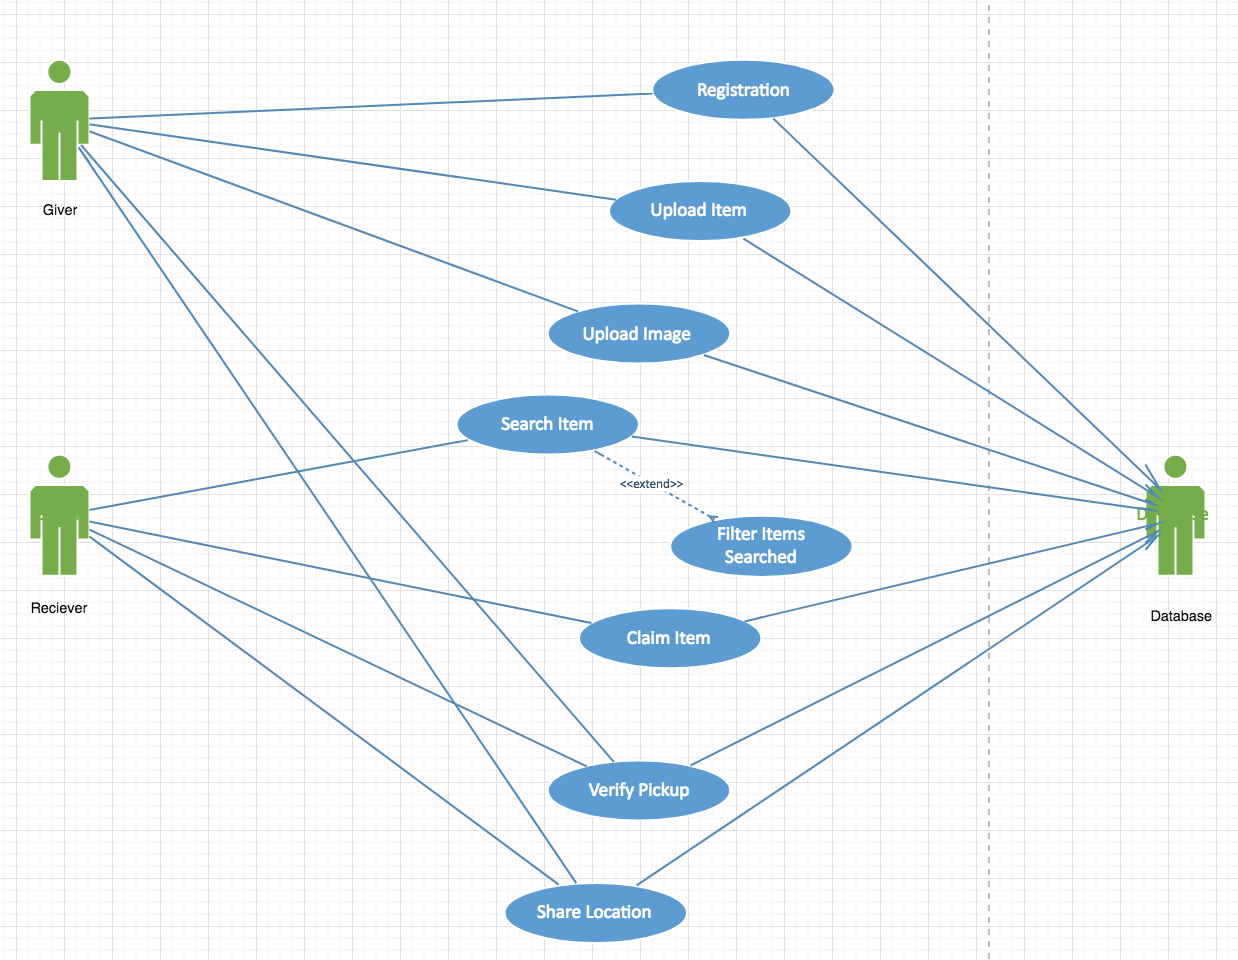 Registration
Giver
Upload Item
Upload Image
Search Item
<<extend>>
Filter Items
Searched
Reciever
Database
Claim Item
Verify Pickup
Share Location